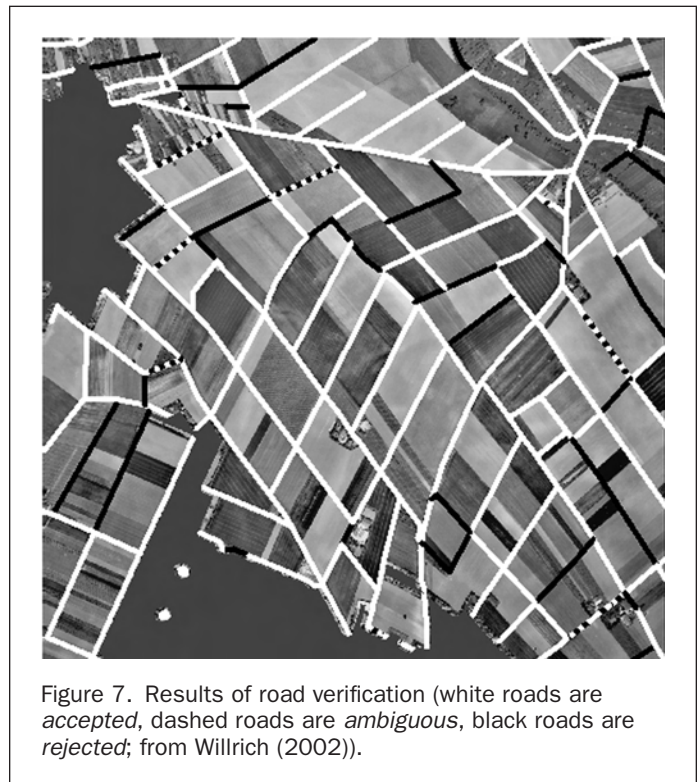 Figure 7. Results of road verification (white roads are
accepted, dashed roads are ambiguous, black roads are
rejected; from Willrich (2002)).